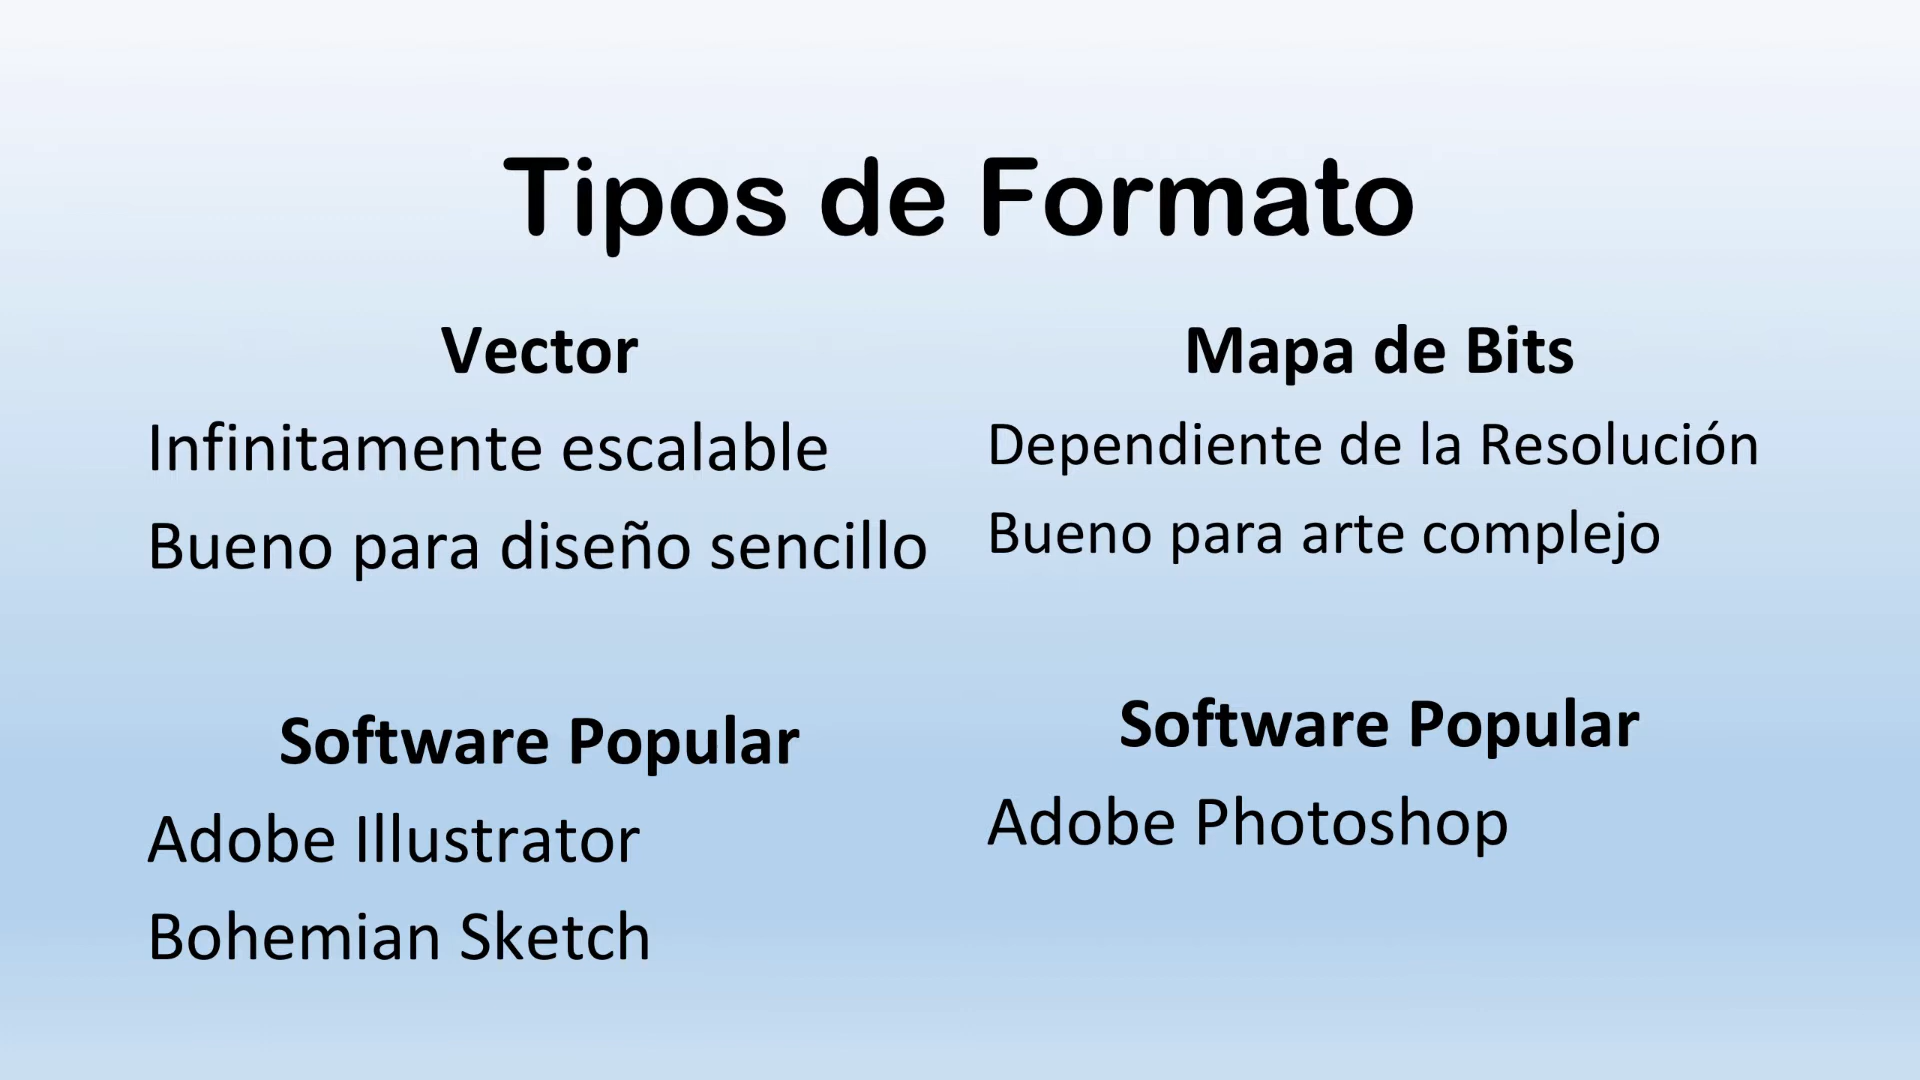 Tipos de Formato
Vector
Infinitamente escalable
Bueno para diseño sencillo
Software Popular
Adobe Illustrator
Bohemian Sketch
Mapa de Bits
Dependiente de la Resolución
Bueno para arte complejo
Software Popular
Adobe Photoshop